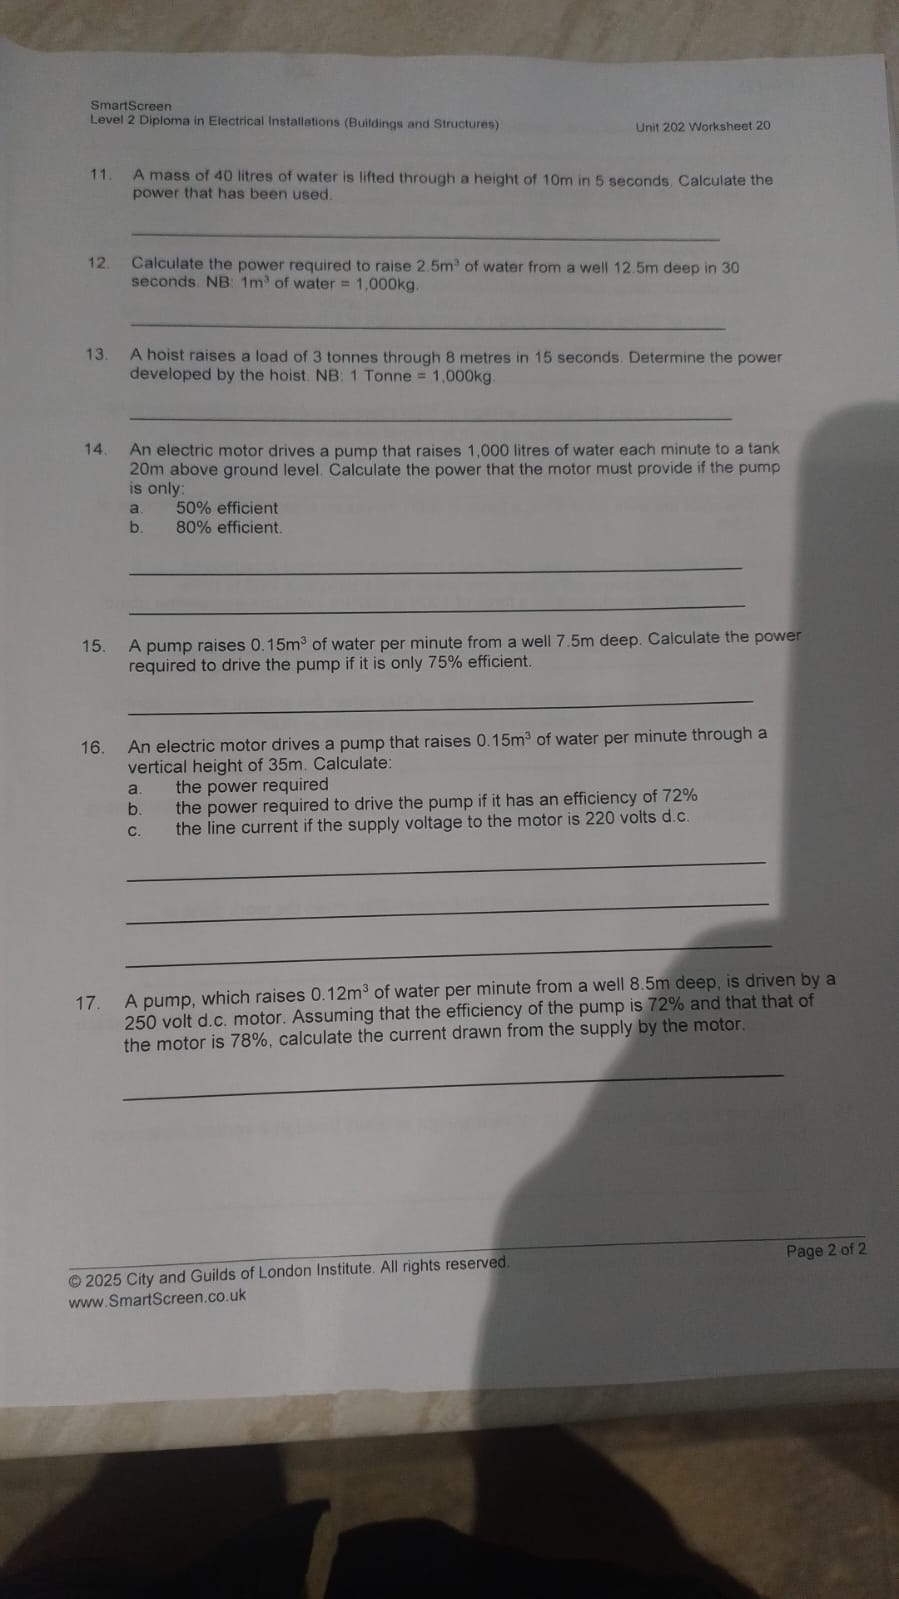 SmartScreen
Level 2 Diploma in Electrical Installations (Buildings and Structures)
Unit 202 Worksheet 20
11. A mass of 40 litres of water is lifted through a height of 10m in 5 seconds. Calculate the
power that has been used.
12. Calculate the power required to raise 2.5m³ of water from a well 12.5m deep in 30
seconds. NB: 1m³ of water = 1,000kg.
13. A hoist raises a load of 3 tonnes through 8 metres in 15 seconds. Determine the power
developed by the hoist. NB: 1 Tonne = 1,000kg.
14. An electric motor drives a pump that raises 1,000 litres of water each minute to a tank
20m above ground level. Calculate the power that the motor must provide if the pump
is only:
a. 50% efficient
b. 80% efficient.
15. A pump raises 0.15m³ of water per minute from a well 7.5m deep. Calculate the power
required to drive the pump if it is only 75% efficient.
16. An electric motor drives a pump that raises 0.15m³ of water per minute through a
vertical height of 35m. Calculate:
a. the power required
b. the power required to drive the pump if it has an efficiency of 72%
c. the line current if the supply voltage to the motor is 220 volts d.c.
17. A pump, which raises 0.12m³ of water per minute from a well 8.5m deep, is driven by a
250 volt d.c. motor. Assuming that the efficiency of the pump is 72% and that that of
the motor is 78%, calculate the current drawn from the supply by the motor.
© 2025 City and Guilds of London Institute. All rights reserved.
Page 2 of 2
www.SmartScreen.co.uk